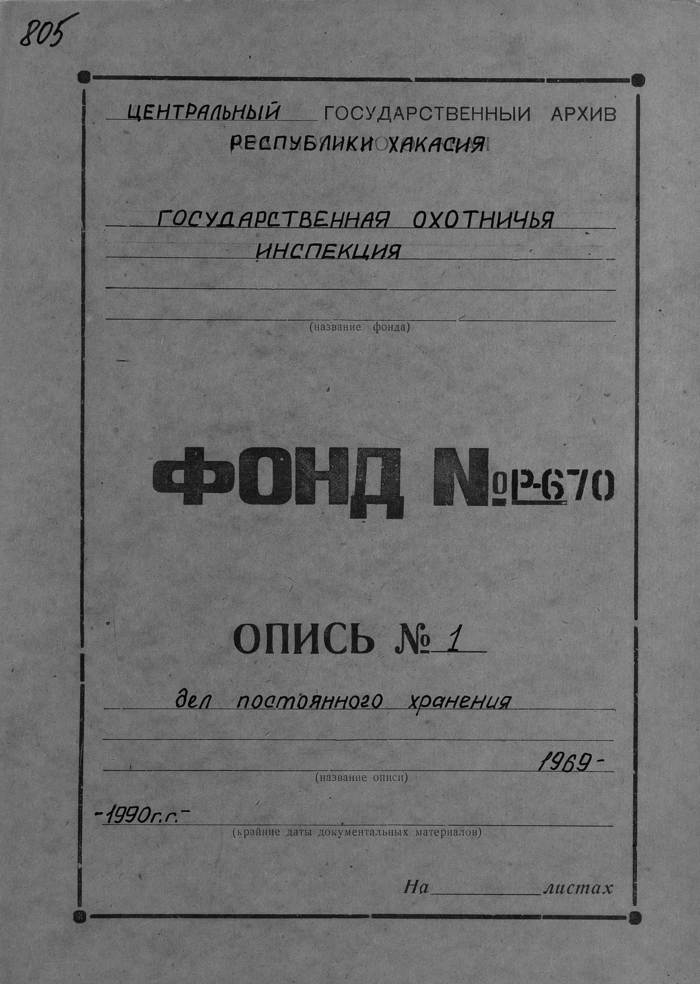 805
ЦЕНТРАЛЬНЫЙ ГОСУДАРСТВЕННЫЙ АРХИВ
РЕСПУБЛИКИ ХАКАСИЯ
ГОСУДАРСТВЕННАЯ ОХОТНИЧЬЯ
ИНСПЕКЦИЯ
(название фонда)
ФОНД № Р-670
ОПИСЬ № 1
дел постоянного хранения
1969-
(название описи)
-1990г.г.-
(крайние даты документальных материалов)
На листах